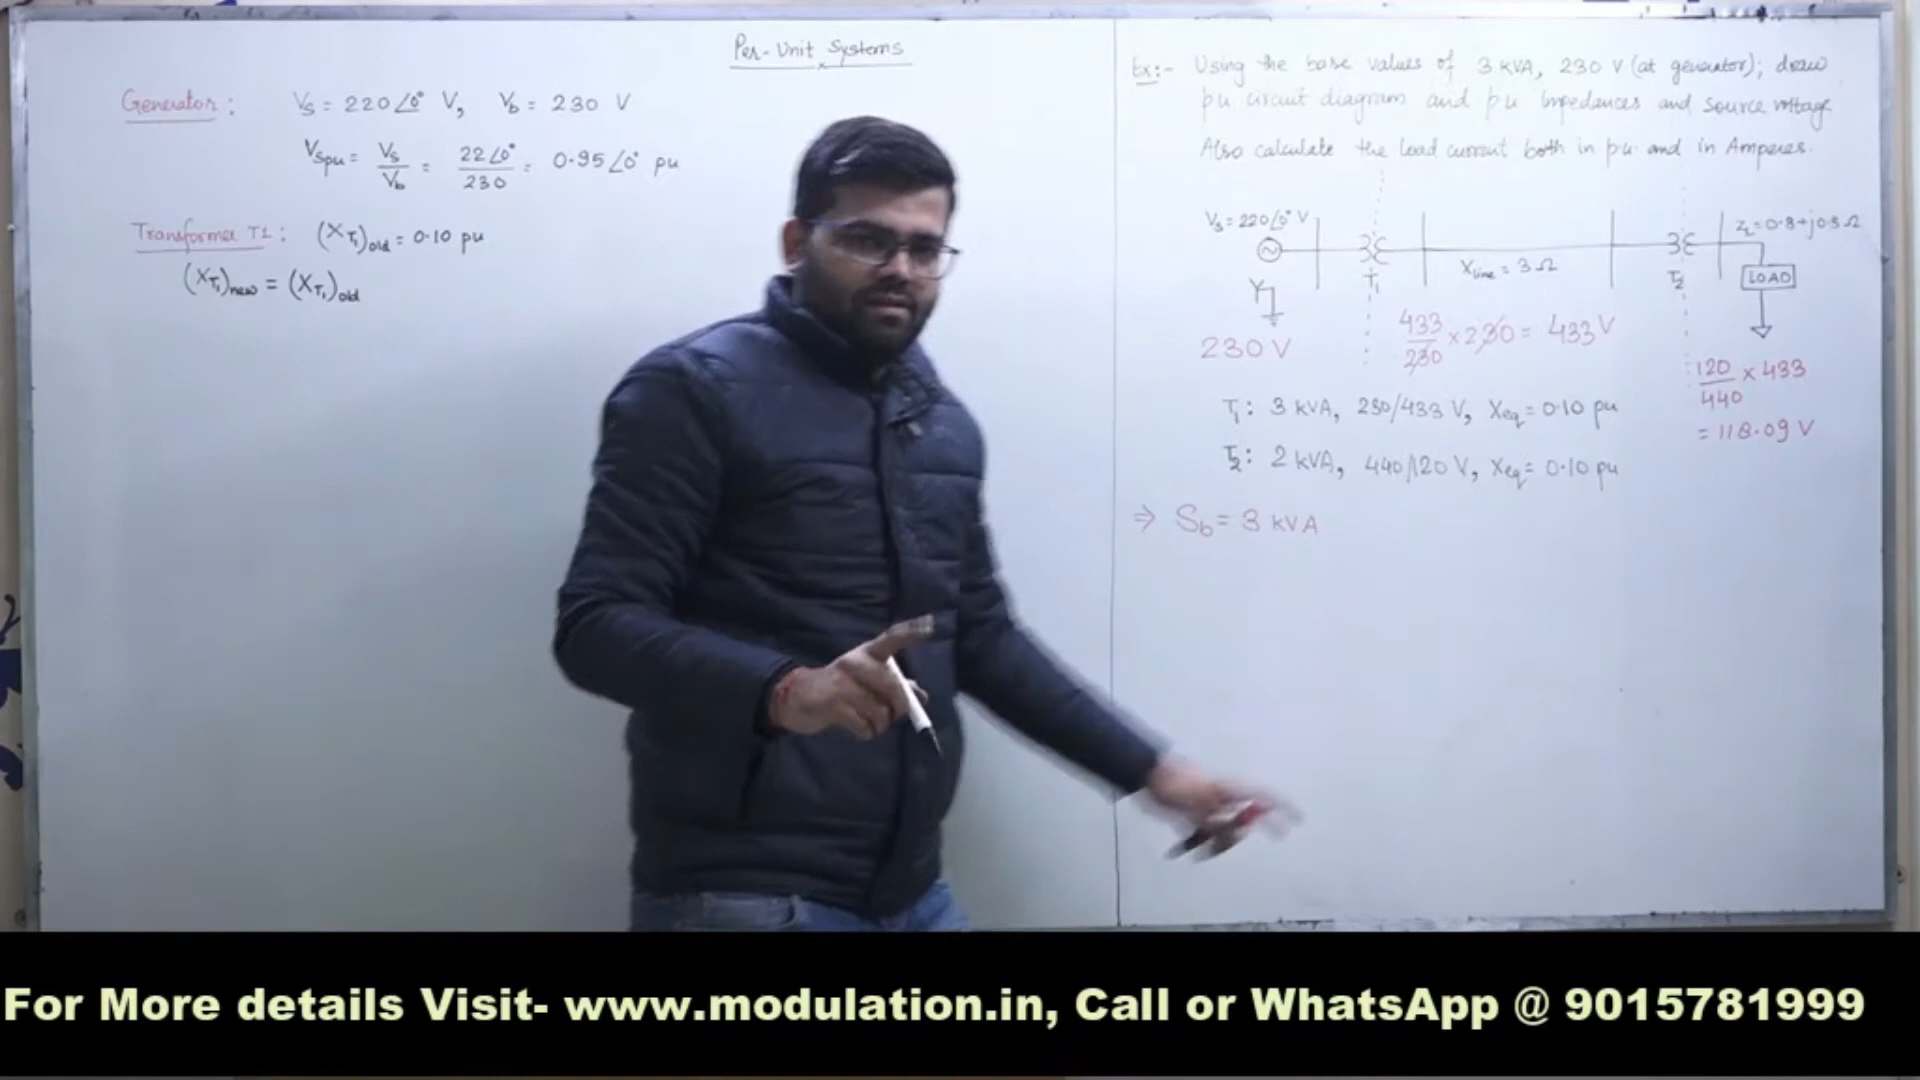 Per-Unit Systems
Generator: Vs = 220∠0° V, Vb = 230 V
Vspu = Vs/Vb = 22∠0°/230 = 0.95∠0° pu
Transformer T1: (XT1)old = 0.10 pu
(XT1)new = (XT1)old
Ex:- Using the base values of 3 kVA, 230 V (at generator); draw
pu circuit diagram and pu impedances and source voltage
Also calculate the load current both in pu and in Amperes.
Vs = 220∠0° V
ZL = 0.8+j0.3 Ω
T1
Xline = 3 Ω
T2
LOAD
Y
230 V
433/230 × 230 = 433 V
120/440 × 433
= 118.09 V
T1: 3 kVA, 230/433 V, Xeq = 0.10 pu
T2: 2 kVA, 440/120 V, Xeq = 0.10 pu
⇒ Sb = 3 kVA
For More details Visit- www.modulation.in, Call or WhatsApp @ 9015781999